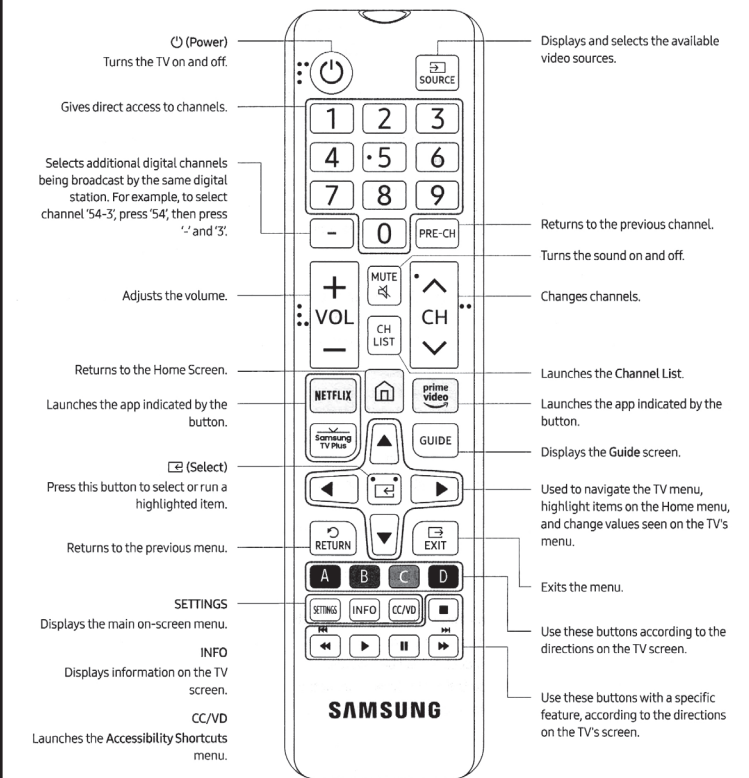 (Power)
Turns the TV on and off.
Displays and selects the available
video sources.
SOURCE
Gives direct access to channels.
1 2 3
4 5 6
7 8 9
- 0 PRE-CH
Selects additional digital channels
being broadcast by the same digital
station. For example, to select
channel '54-3', press '54', then press
'-' and '3'.
Returns to the previous channel.
Turns the sound on and off.
MUTE
Adjusts the volume.
+
VOL
–
CH
Changes channels.
CH
LIST
Returns to the Home Screen.
Launches the Channel List.
NETFLIX
prime
video
Launches the app indicated by the
button.
Launches the app indicated by the
button.
Samsung
TV Plus
GUIDE
Displays the Guide screen.
(Select)
Press this button to select or run a
highlighted item.
Used to navigate the TV menu,
highlight items on the Home menu,
and change values seen on the TV's
menu.
Returns to the previous menu.
RETURN
EXIT
Exits the menu.
A B C D
SETTINGS
Displays the main on-screen menu.
SETTINGS INFO CC/VD
Use these buttons according to the
directions on the TV screen.
INFO
Displays information on the TV
screen.
Use these buttons with a specific
feature, according to the directions
on the TV's screen.
CC/VD
Launches the Accessibility Shortcuts
menu.
SAMSUNG